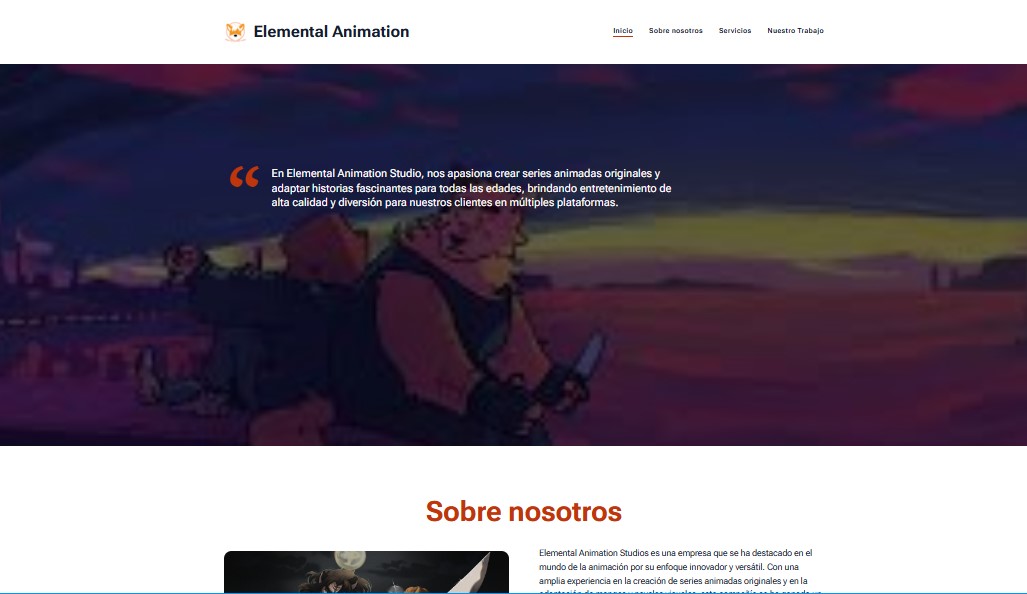 Elemental Animation
Inicio Sobre nosotros Servicios Nuestro Trabajo
“ En Elemental Animation Studio, nos apasiona crear series animadas originales y
adaptar historias fascinantes para todas las edades, brindando entretenimiento de
alta calidad y diversión para nuestros clientes en múltiples plataformas.
Sobre nosotros
Elemental Animation Studios es una empresa que se ha destacado en el
mundo de la animación por su enfoque innovador y versátil. Con una
amplia experiencia en la creación de series animadas originales y en la